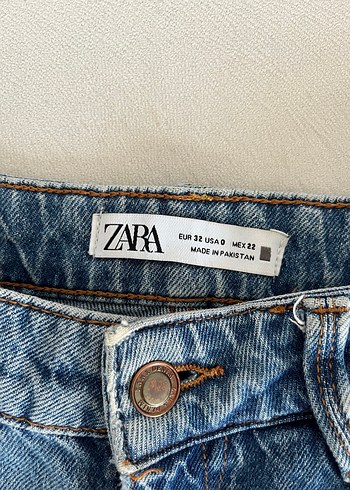 ZARA
EUR 32 USA 0 MEX 22
MADE IN PAKISTAN